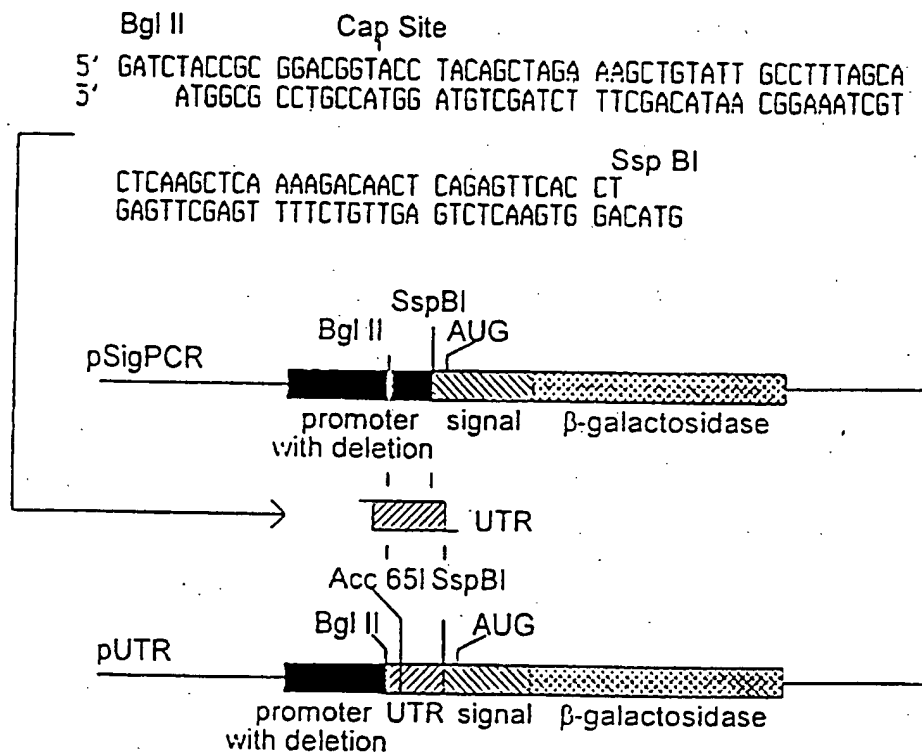 Bgl II Cap Site
5' GATCTACCGC GGACGGTACC TACAGCTAGA AAGCTGTATT GCCTTTAGCA
3' ATGGCG CCTGCCATGG ATGTCGATCT TTCGACATAA CGGAAATCGT
Ssp BI
CTCAAGCTCA AAAGACAACT CAGAGTTCAC CT
GAGTTCGAGT TTTCTGTTGA GTCTCAAGTG GACATG
SspBI
Bgl II AUG
pSigPCR
promoter signal β-galactosidase
with deletion
UTR
Acc 65I SspBI
Bgl II AUG
pUTR
promoter UTR signal β-galactosidase
with deletion